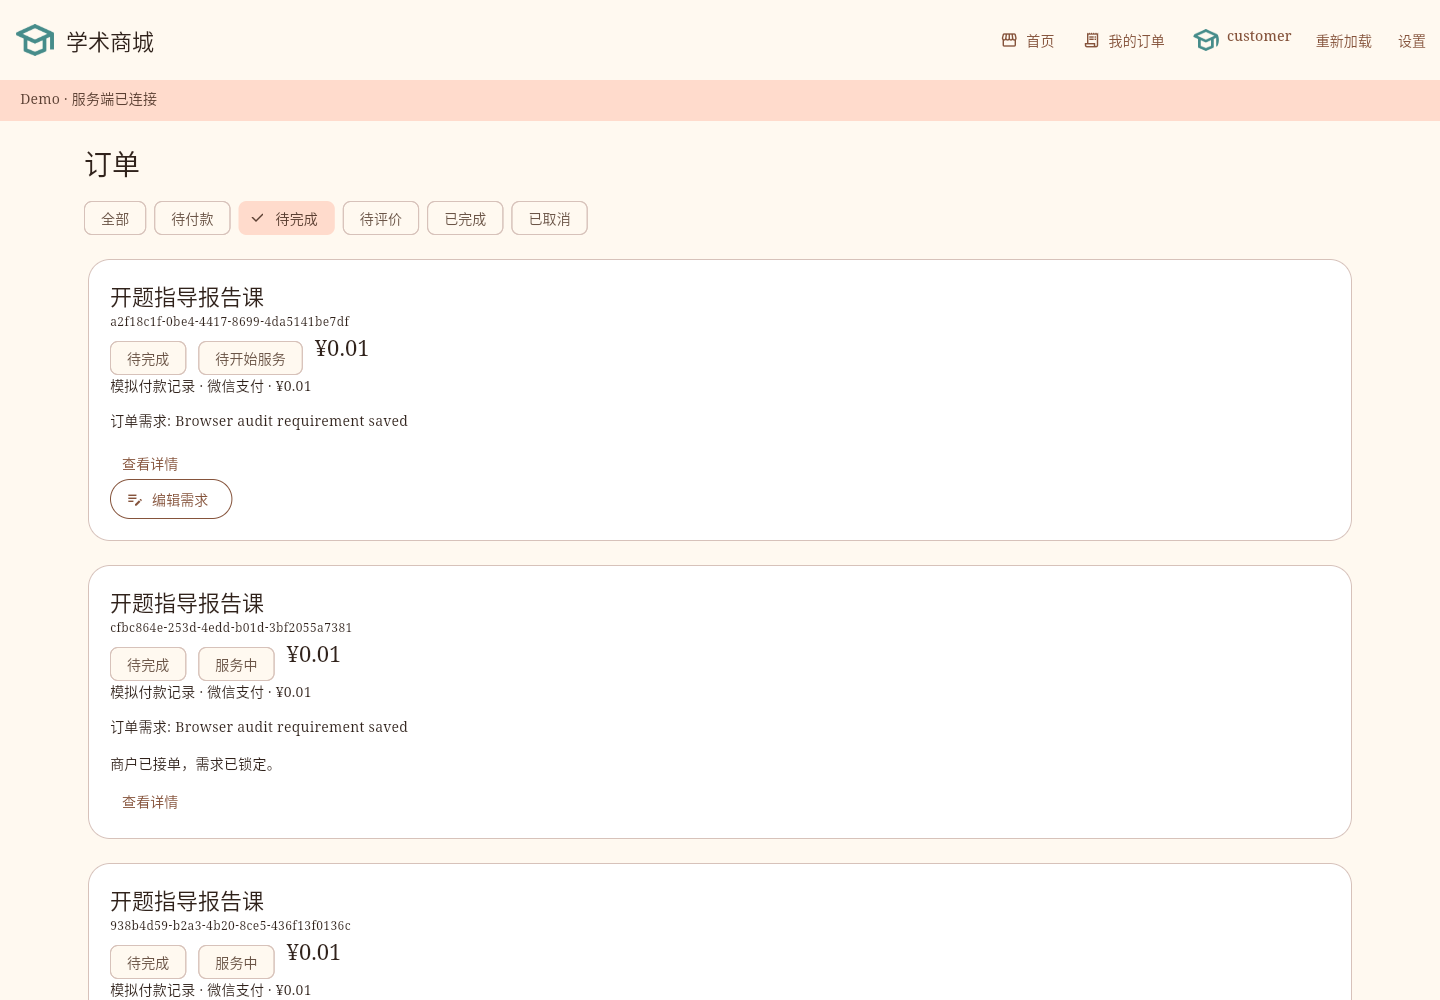 学术商城
首页
我的订单
customer
重新加载
设置
Demo · 服务端已连接
订单
全部
待付款
待完成
待评价
已完成
已取消
开题指导报告课
a2f18c1f-0be4-4417-8699-4da5141be7df
待完成
待开始服务
¥0.01
模拟付款记录 · 微信支付 · ¥0.01
订单需求: Browser audit requirement saved
查看详情
编辑需求
开题指导报告课
cfbc864e-253d-4edd-b01d-3bf2055a7381
待完成
服务中
¥0.01
模拟付款记录 · 微信支付 · ¥0.01
订单需求: Browser audit requirement saved
商户已接单，需求已锁定。
查看详情
开题指导报告课
938b4d59-b2a3-4b20-8ce5-436f13f0136c
待完成
服务中
¥0.01
模拟付款记录 · 微信支付 · ¥0.01